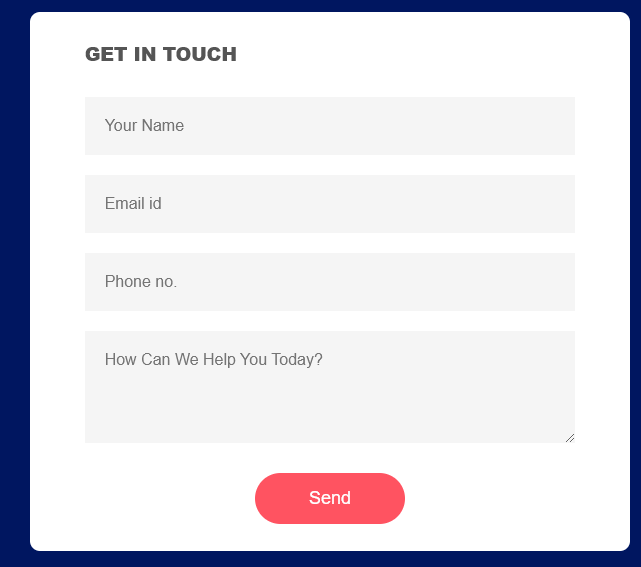 GET IN TOUCH
Your Name
Email id
Phone no.
How Can We Help You Today?
Send